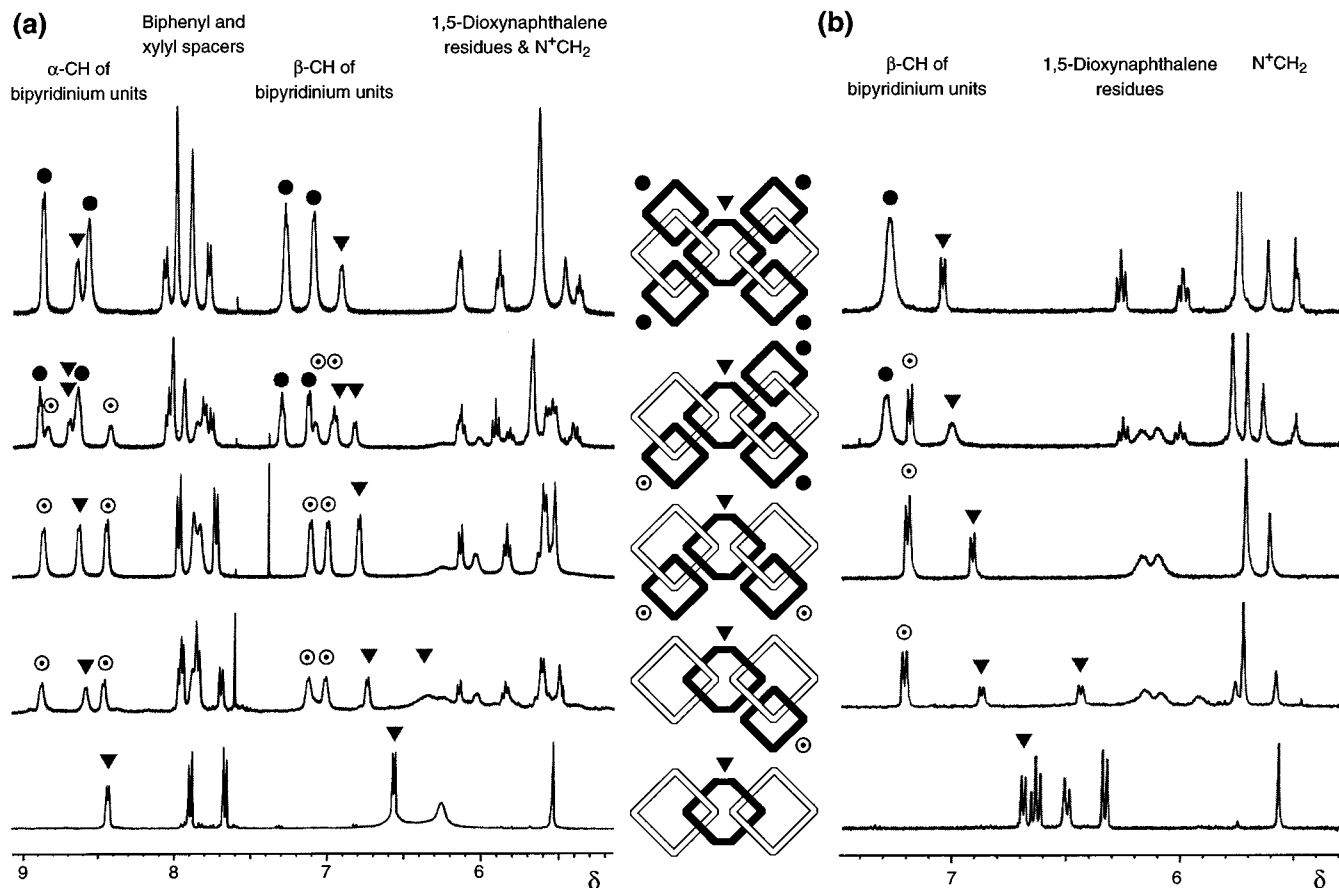 (a)
Biphenyl and
xylyl spacers
1,5-Dioxynaphthalene
residues & N⁺CH₂
α-CH of
bipyridinium units
β-CH of
bipyridinium units
9
8
7
6
δ
(b)
β-CH of
bipyridinium units
1,5-Dioxynaphthalene
residues
N⁺CH₂
7
6
δ